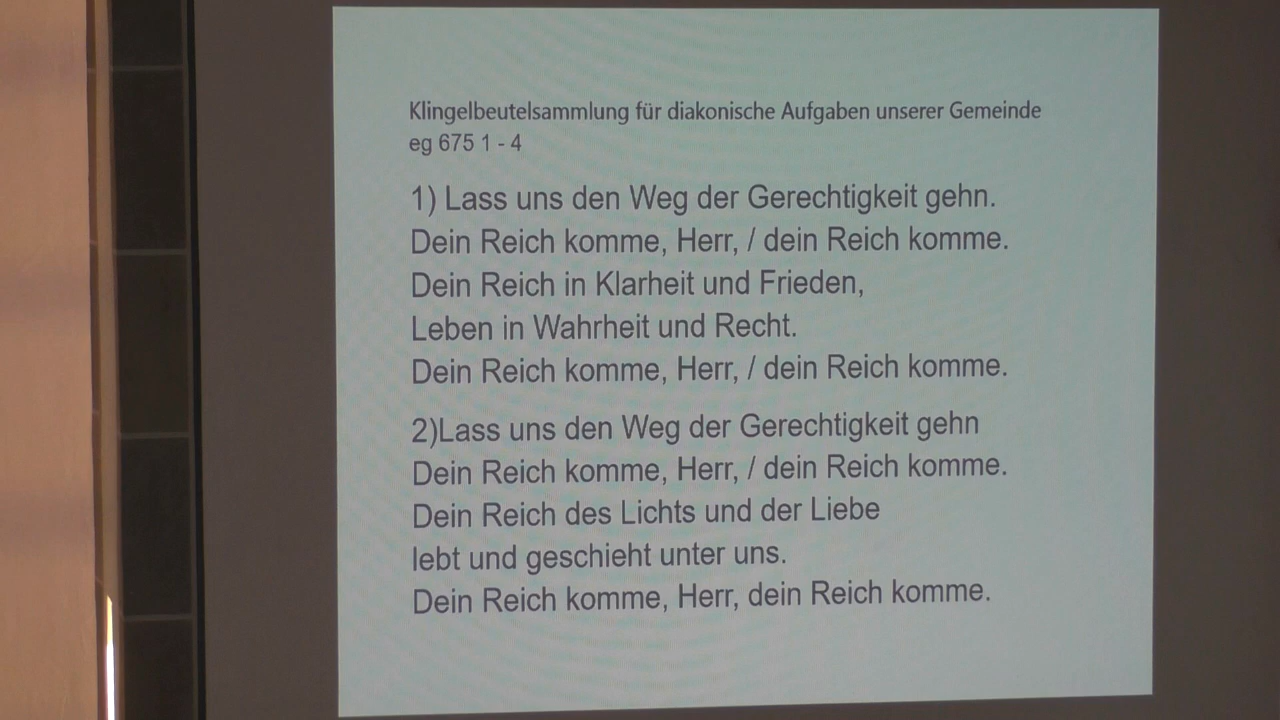 Klingelbeutelsammlung für diakonische Aufgaben unserer Gemeinde
eg 675 1 - 4
1) Lass uns den Weg der Gerechtigkeit gehn.
Dein Reich komme, Herr, / dein Reich komme.
Dein Reich in Klarheit und Frieden,
Leben in Wahrheit und Recht.
Dein Reich komme, Herr, / dein Reich komme.
2)Lass uns den Weg der Gerechtigkeit gehn
Dein Reich komme, Herr, / dein Reich komme.
Dein Reich des Lichts und der Liebe
lebt und geschieht unter uns.
Dein Reich komme, Herr, dein Reich komme.